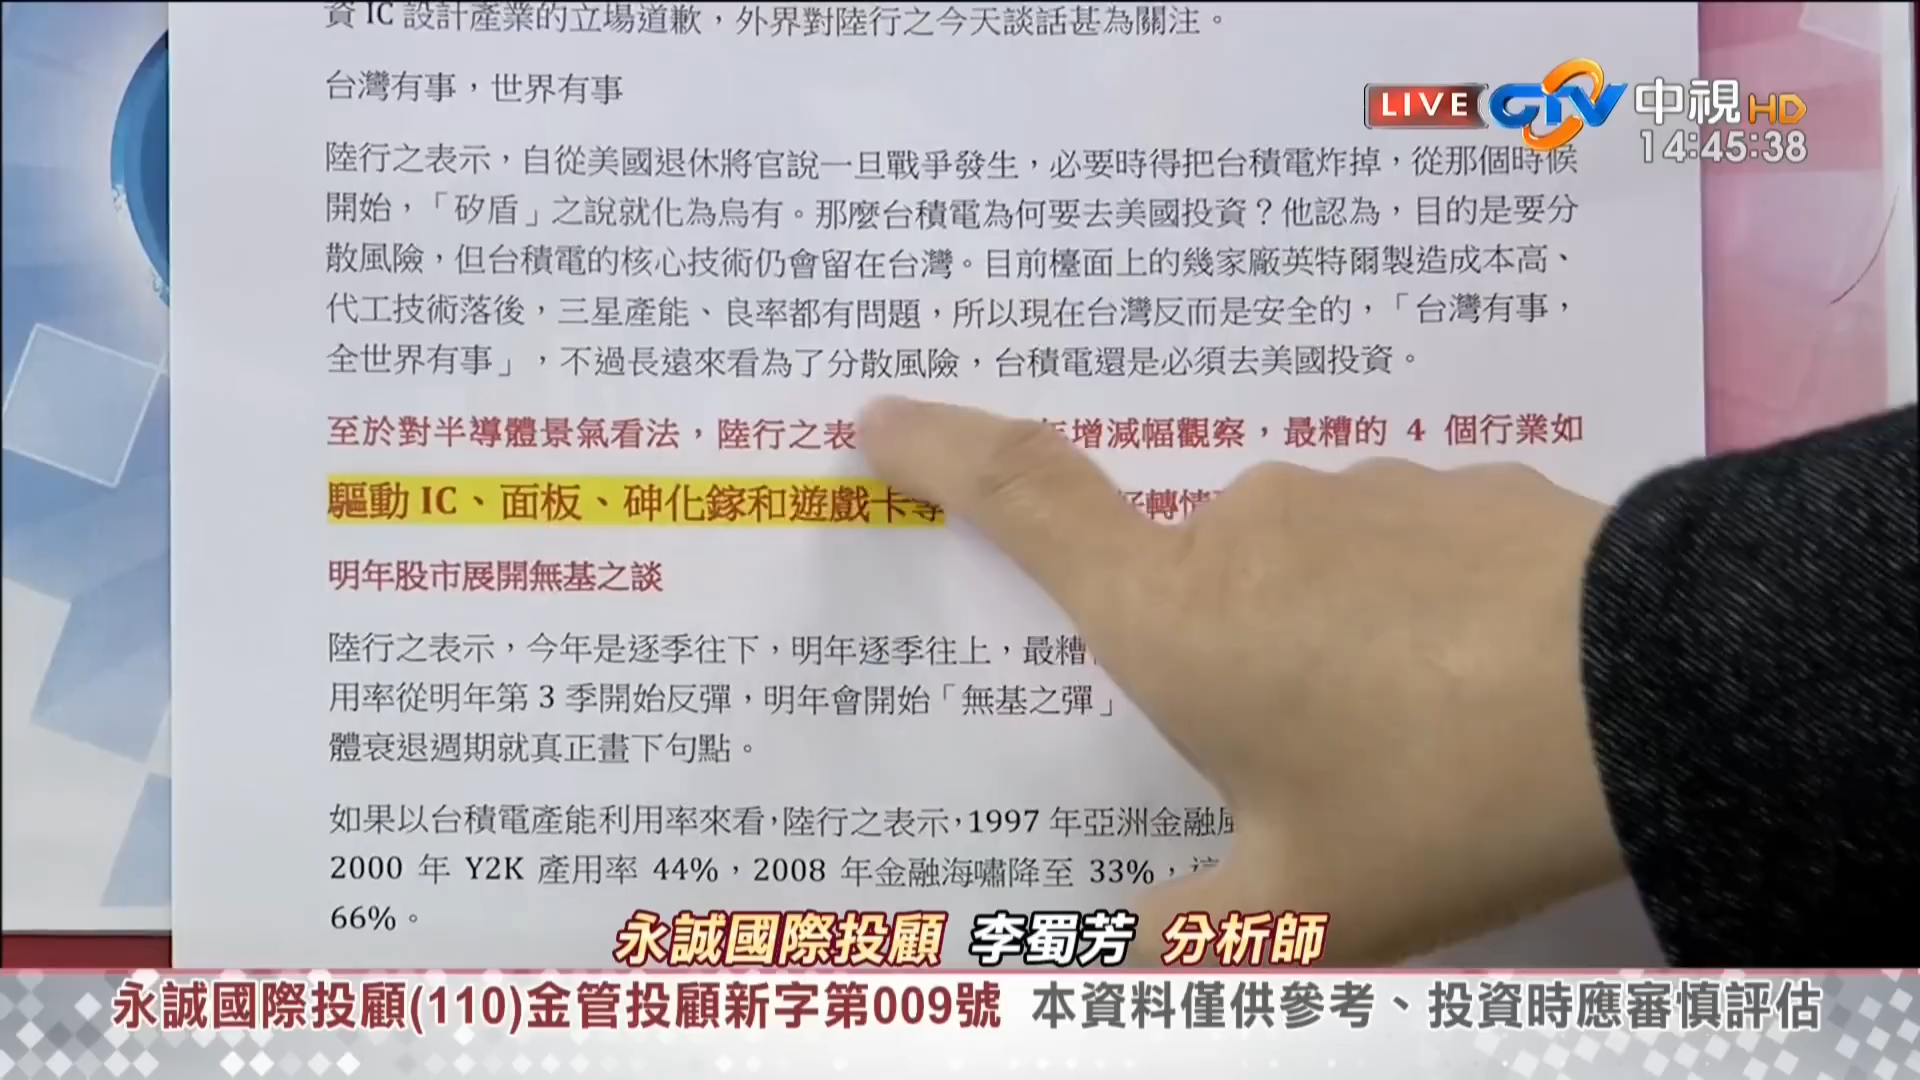 資 IC 設計產業的立場道歉，外界對陸行之今天談話甚為關注。
台灣有事，世界有事
LIVE CTV 中視 HD
14:45:38
陸行之表示，自從美國退休將官說一旦戰爭發生，必要時得把台積電炸掉，從那個時候
開始，「矽盾」之說就化為烏有。那麼台積電為何要去美國投資？他認為，目的是要分
散風險，但台積電的核心技術仍會留在台灣。目前檯面上的幾家廠英特爾製造成本高、
代工技術落後，三星產能、良率都有問題，所以現在台灣反而是安全的，「台灣有事，
全世界有事」，不過長遠來看為了分散風險，台積電還是必須去美國投資。
至於對半導體景氣看法，陸行之表 年增減幅觀察，最糟的 4 個行業如
驅動 IC、面板、砷化鎵和遊戲卡等 好轉情
明年股市展開無基之談
陸行之表示，今年是逐季往下，明年逐季往上，最糟
用率從明年第 3 季開始反彈，明年會開始「無基之彈」
體衰退週期就真正畫下句點。
如果以台積電產能利用率來看，陸行之表示，1997 年亞洲金融風
2000 年 Y2K 產用率 44%，2008 年金融海嘯降至 33%，這
66%。
永誠國際投顧 李蜀芳 分析師
永誠國際投顧(110)金管投顧新字第009號 本資料僅供參考、投資時應審慎評估